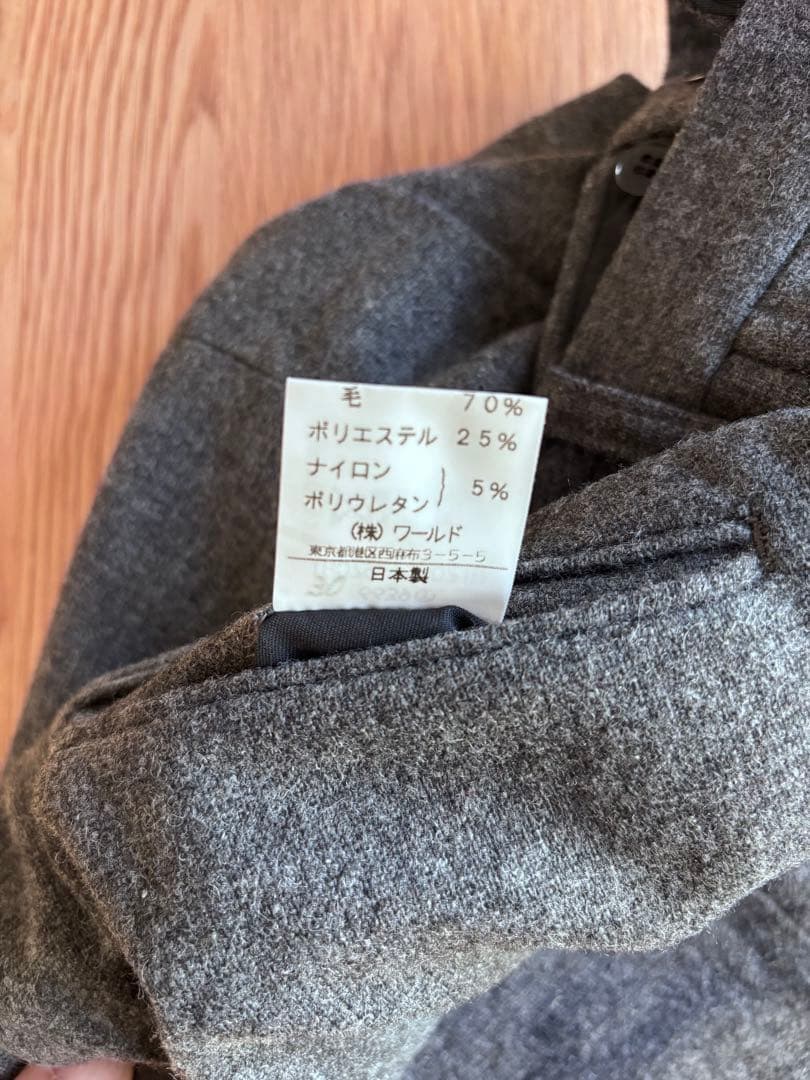 毛 70%
ポリエステル 25%
ナイロン
ポリウレタン } 5%
(株) ワールド
東京都港区西麻布3-5-5
日本製